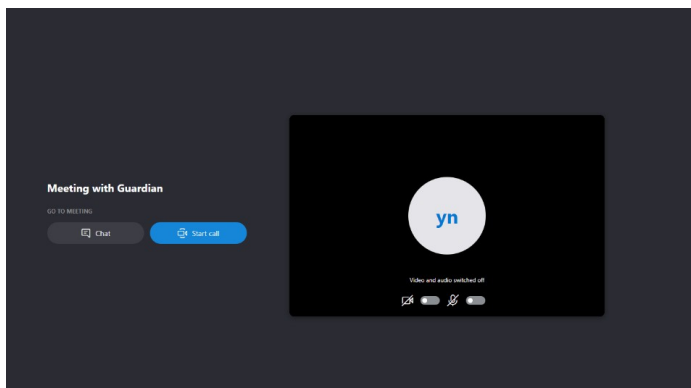 Meeting with Guardian
GO TO MEETING
Chat
Start call
yn
Video and audio switched off